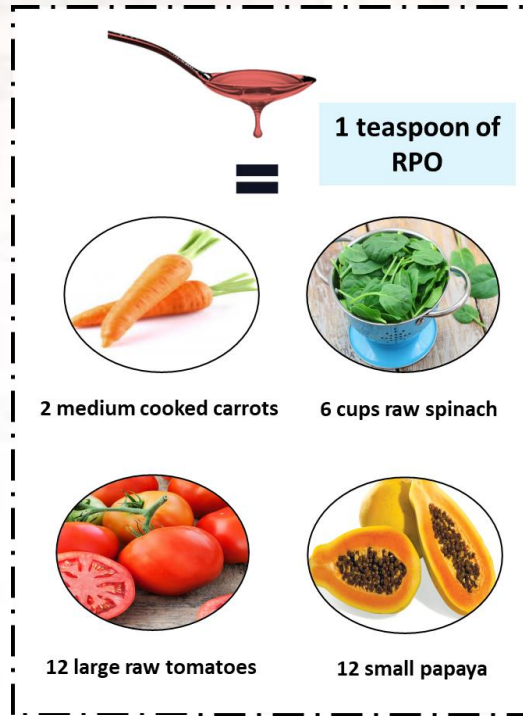 1 teaspoon of
RPO
=
2 medium cooked carrots
6 cups raw spinach
12 large raw tomatoes
12 small papaya